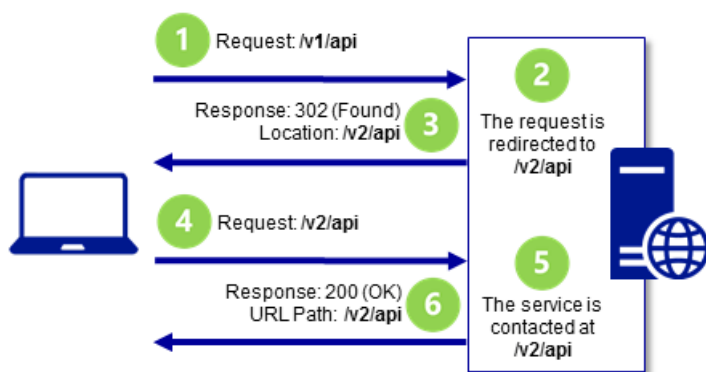 1
Request: /v1/api
2
The request is
redirected to
/v2/api
Response: 302 (Found)
Location: /v2/api
3
4
Request: /v2/api
5
The service is
contacted at
/v2/api
Response: 200 (OK)
URL Path: /v2/api
6